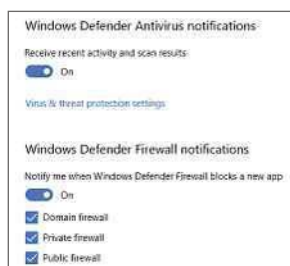 Windows Defender Antivirus notifications
Receive recent activity and scan results
On
Virus & threat protection settings
Windows Defender Firewall notifications
Notify me when Windows Defender Firewall blocks a new app
On
Domain firewall
Private firewall
Public firewall